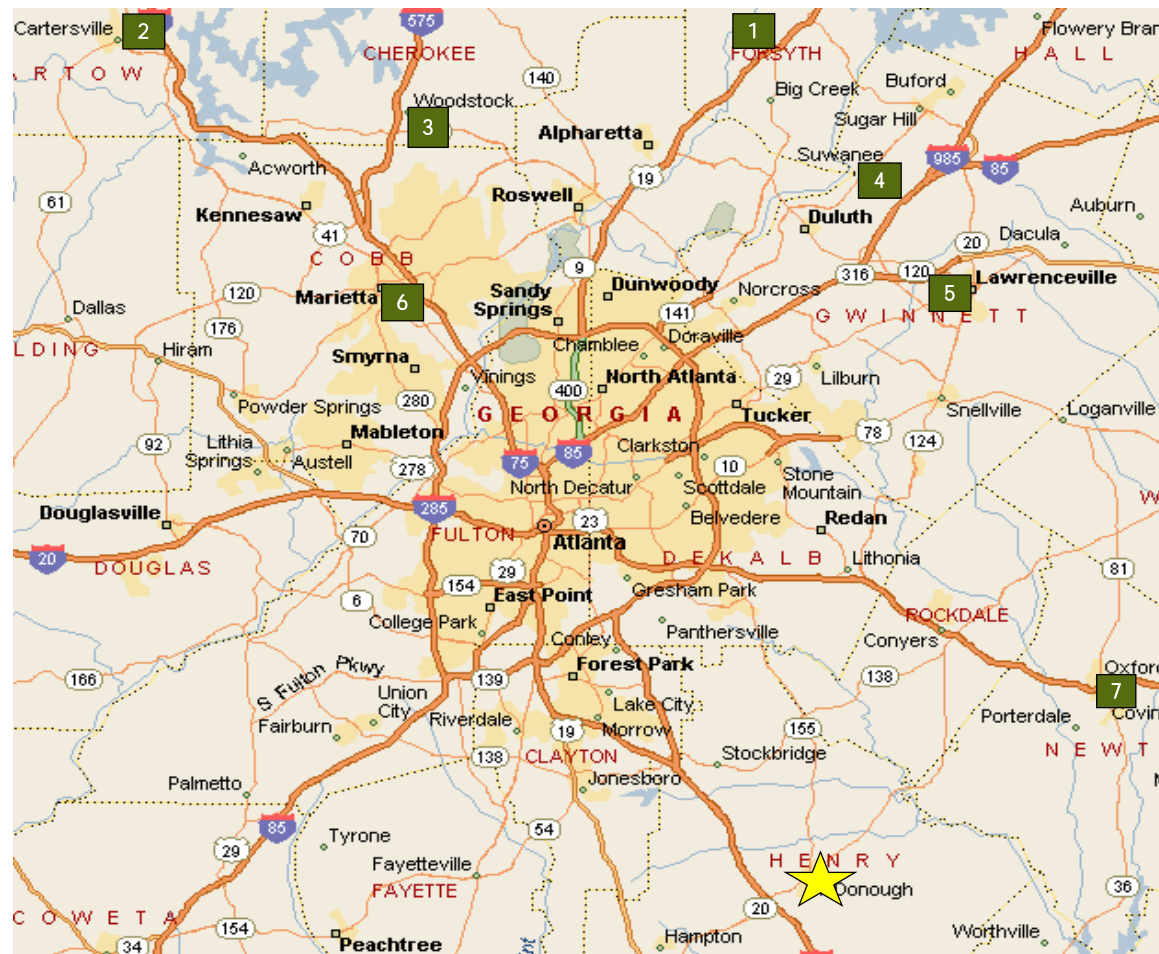 Cartersville
2
575
1
Flowery Bran
CHEROKEE
FORSYTH
HALL
ARTOW
140
Big Creek
Buford
Woodstock
3
Alpharetta
Sugar Hill
Suwanee
985
85
Acworth
19
4
61
Kennesaw
Roswell
Duluth
Auburn
41
20
Dacula
COBB
9
316
120
Lawrenceville
120
Marietta
6
Sandy
Springs
Dunwoody
Norcross
5
Dallas
176
141
GWINNETT
LDING
Hiram
Chamblee
Doraville
Smyrna
Vinings
400
North Atlanta
29
Lilburn
Powder Springs
280
GEORGIA
Tucker
Snellville
Loganville
92
Lithia
Springs
Mableton
Austell
278
75
85
Clarkston
78
124
10
North Decatur
Scottdale
Stone
Mountain
W
Douglasville
285
23
Belvedere
Redan
20
70
FULTON
Atlanta
DEKALB
Lithonia
DOUGLAS
81
154
29
6
East Point
Gresham Park
ROCKDALE
College Park
Conley
Panthersville
Conyers
S Fulton Pkwy
Forest Park
Oxford
166
139
138
7
Union
City
Lake City
Covin
Fairburn
Riverdale
19
Morrow
155
Porterdale
138
CLAYTON
Stockbridge
NEWT
Palmetto
Jonesboro
N
85
54
Tyrone
29
Fayetteville
HENRY
FAYETTE
Donough
36
COWETA
154
20
34
Peachtree
nt
Hampton
Worthville